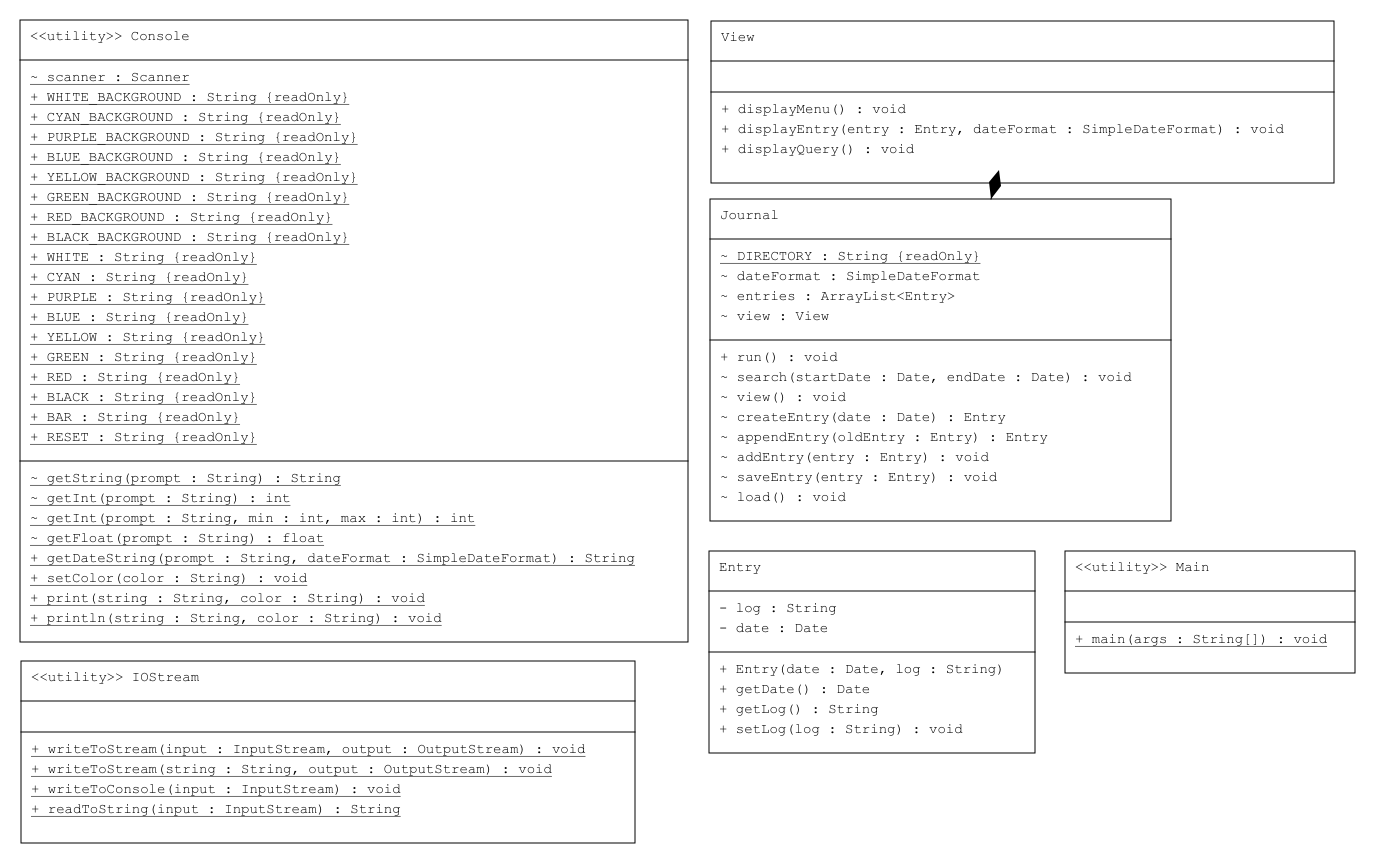 <<utility>> Console
~ scanner : Scanner
+ WHITE_BACKGROUND : String {readOnly}
+ CYAN_BACKGROUND : String {readOnly}
+ PURPLE_BACKGROUND : String {readOnly}
+ BLUE_BACKGROUND : String {readOnly}
+ YELLOW_BACKGROUND : String {readOnly}
+ GREEN_BACKGROUND : String {readOnly}
+ RED_BACKGROUND : String {readOnly}
+ BLACK_BACKGROUND : String {readOnly}
+ WHITE : String {readOnly}
+ CYAN : String {readOnly}
+ PURPLE : String {readOnly}
+ BLUE : String {readOnly}
+ YELLOW : String {readOnly}
+ GREEN : String {readOnly}
+ RED : String {readOnly}
+ BLACK : String {readOnly}
+ BAR : String {readOnly}
+ RESET : String {readOnly}
~ getString(prompt : String) : String
~ getInt(prompt : String) : int
~ getInt(prompt : String, min : int, max : int) : int
~ getFloat(prompt : String) : float
+ getDateString(prompt : String, dateFormat : SimpleDateFormat) : String
+ setColor(color : String) : void
+ print(string : String, color : String) : void
+ println(string : String, color : String) : void
<<utility>> IOStream
+ writeToStream(input : InputStream, output : OutputStream) : void
+ writeToStream(string : String, output : OutputStream) : void
+ writeToConsole(input : InputStream) : void
+ readToString(input : InputStream) : String
View
+ displayMenu() : void
+ displayEntry(entry : Entry, dateFormat : SimpleDateFormat) : void
+ displayQuery() : void
Journal
~ DIRECTORY : String {readOnly}
~ dateFormat : SimpleDateFormat
~ entries : ArrayList<Entry>
~ view : View
+ run() : void
~ search(startDate : Date, endDate : Date) : void
~ view() : void
~ createEntry(date : Date) : Entry
~ appendEntry(oldEntry : Entry) : Entry
~ addEntry(entry : Entry) : void
~ saveEntry(entry : Entry) : void
~ load() : void
Entry
- log : String
- date : Date
+ Entry(date : Date, log : String)
+ getDate() : Date
+ getLog() : String
+ setLog(log : String) : void
<<utility>> Main
+ main(args : String[]) : void